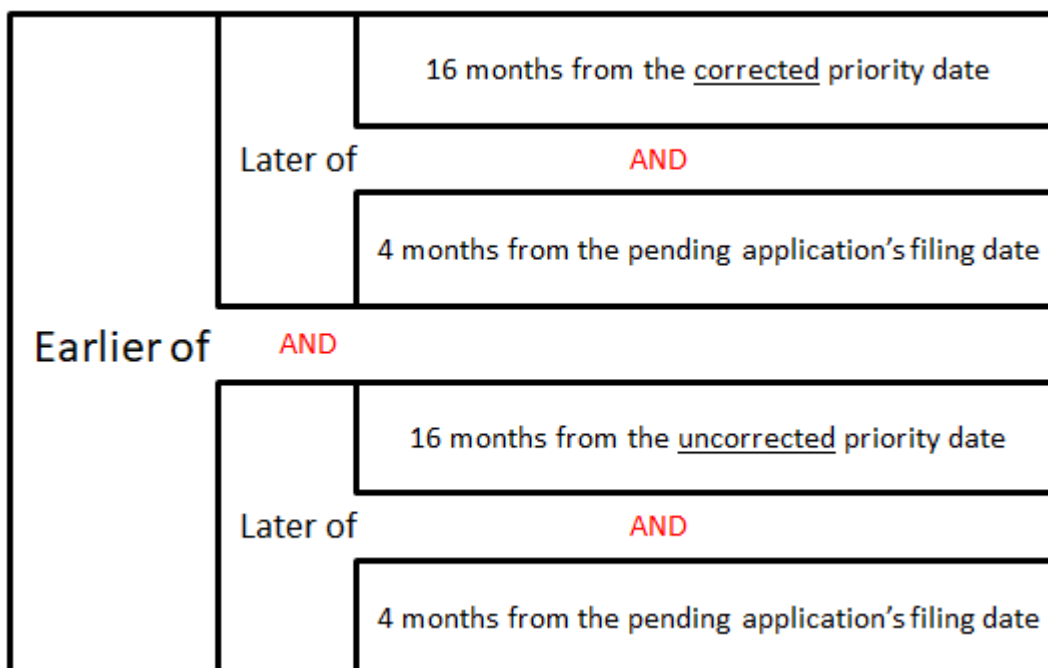 16 months from the corrected priority date
Later of
AND
4 months from the pending application’s filing date
Earlier of
AND
16 months from the uncorrected priority date
Later of
AND
4 months from the pending application’s filing date